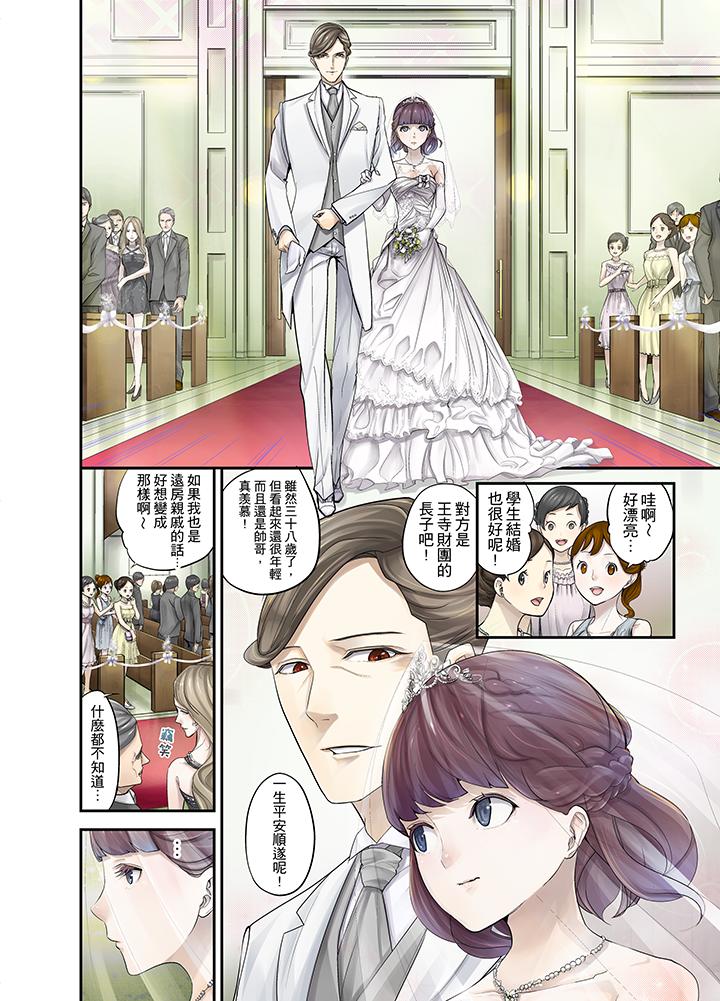 哇啊～
好漂亮…
學生結婚
也很好呢！
對方是
王寺財團的
長子吧！
雖然三十八歲了，
但看起來還很年輕
而且還是帥哥，
真羨慕！
如果我也是
遠房親戚的話…
好想變成
那樣啊～
竊笑
什麼都不知道…
一生平安順遂呢！
…